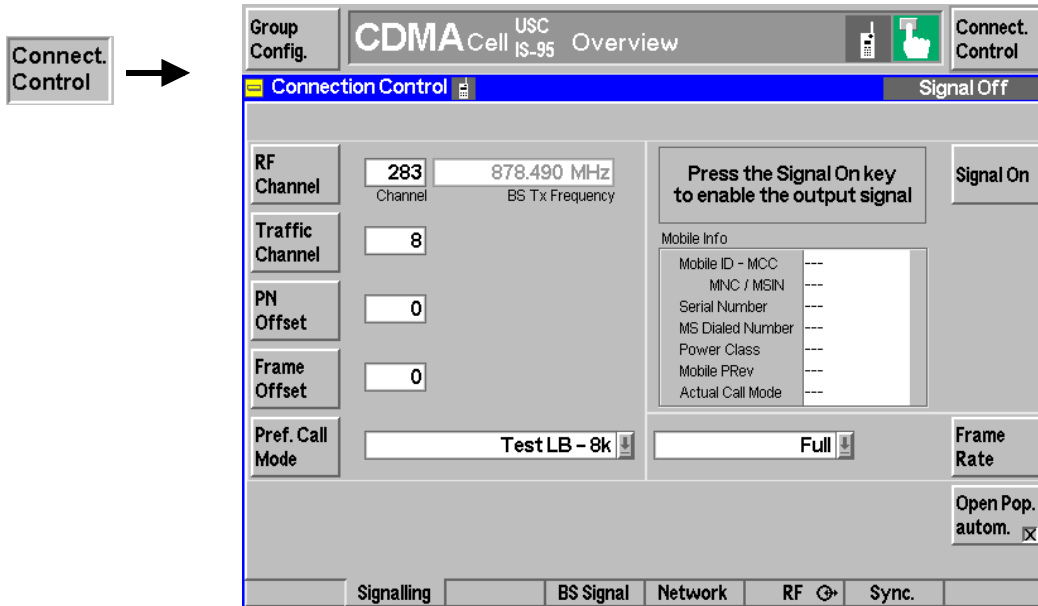 Connect.
Control
Group
Config.
CDMA Cell USC IS-95 Overview
Connect.
Control
Connection Control
Signal Off
RF
Channel
283
878.490 MHz
Channel
BS Tx Frequency
Press the Signal On key
to enable the output signal
Signal On
Traffic
Channel
8
Mobile Info
Mobile ID - MCC ---
MNC / MSIN ---
Serial Number ---
MS Dialed Number ---
Power Class ---
Mobile PRev ---
Actual Call Mode ---
PN
Offset
0
Frame
Offset
0
Pref. Call
Mode
Test LB - 8k
Full
Frame
Rate
Open Pop.
autom.
Signalling
BS Signal
Network
RF
Sync.